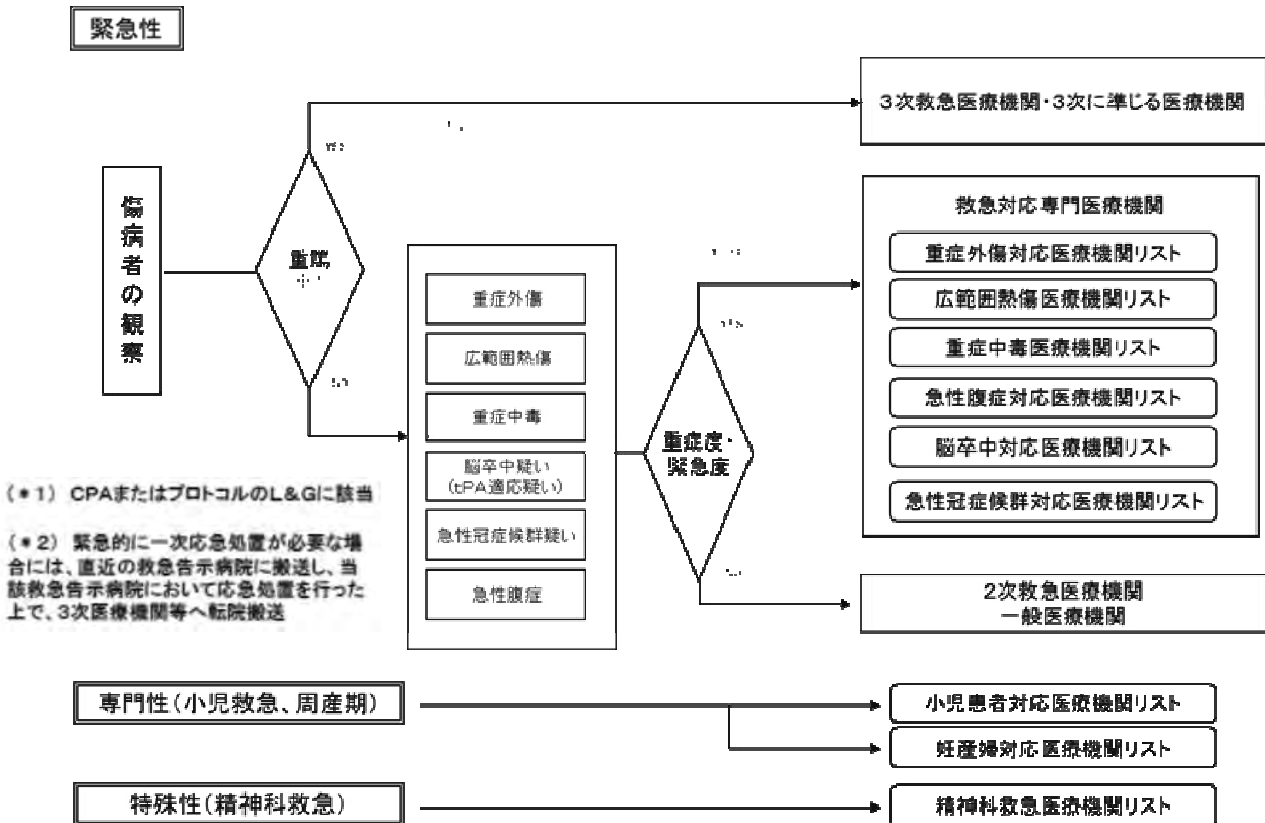 緊急性
3次救急医療機関・3次に準じる医療機関
傷病者の観察
重篤
重症外傷
広範囲熱傷
重症中毒
脳卒中疑い
(tPA適応疑い)
急性冠症候群疑い
急性腹症
重症度・
緊急度
救急対応専門医療機関
重症外傷対応医療機関リスト
広範囲熱傷医療機関リスト
重症中毒医療機関リスト
急性腹症対応医療機関リスト
脳卒中対応医療機関リスト
急性冠症候群対応医療機関リスト
2次救急医療機関
一般医療機関
(*1) CPAまたはプロトコルのL&Gに該当
(*2) 緊急的に一次応急処置が必要な場
合には、直近の救急告示病院に搬送し、当
該救急告示病院において応急処置を行った
上で、3次医療機関等へ転院搬送
専門性(小児救急、周産期)
小児患者対応医療機関リスト
妊産婦対応医療機関リスト
特殊性(精神科救急)
精神科救急医療機関リスト